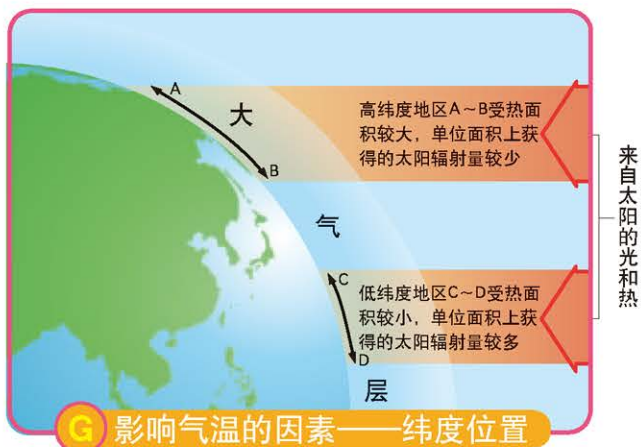 A
大
B
高纬度地区A～B受热面
积较大，单位面积上获
得的太阳辐射量较少
来自太阳的光和热
气
C
低纬度地区C～D受热面
积较小，单位面积上获
得的太阳辐射量较多
D
层
G 影响气温的因素——纬度位置